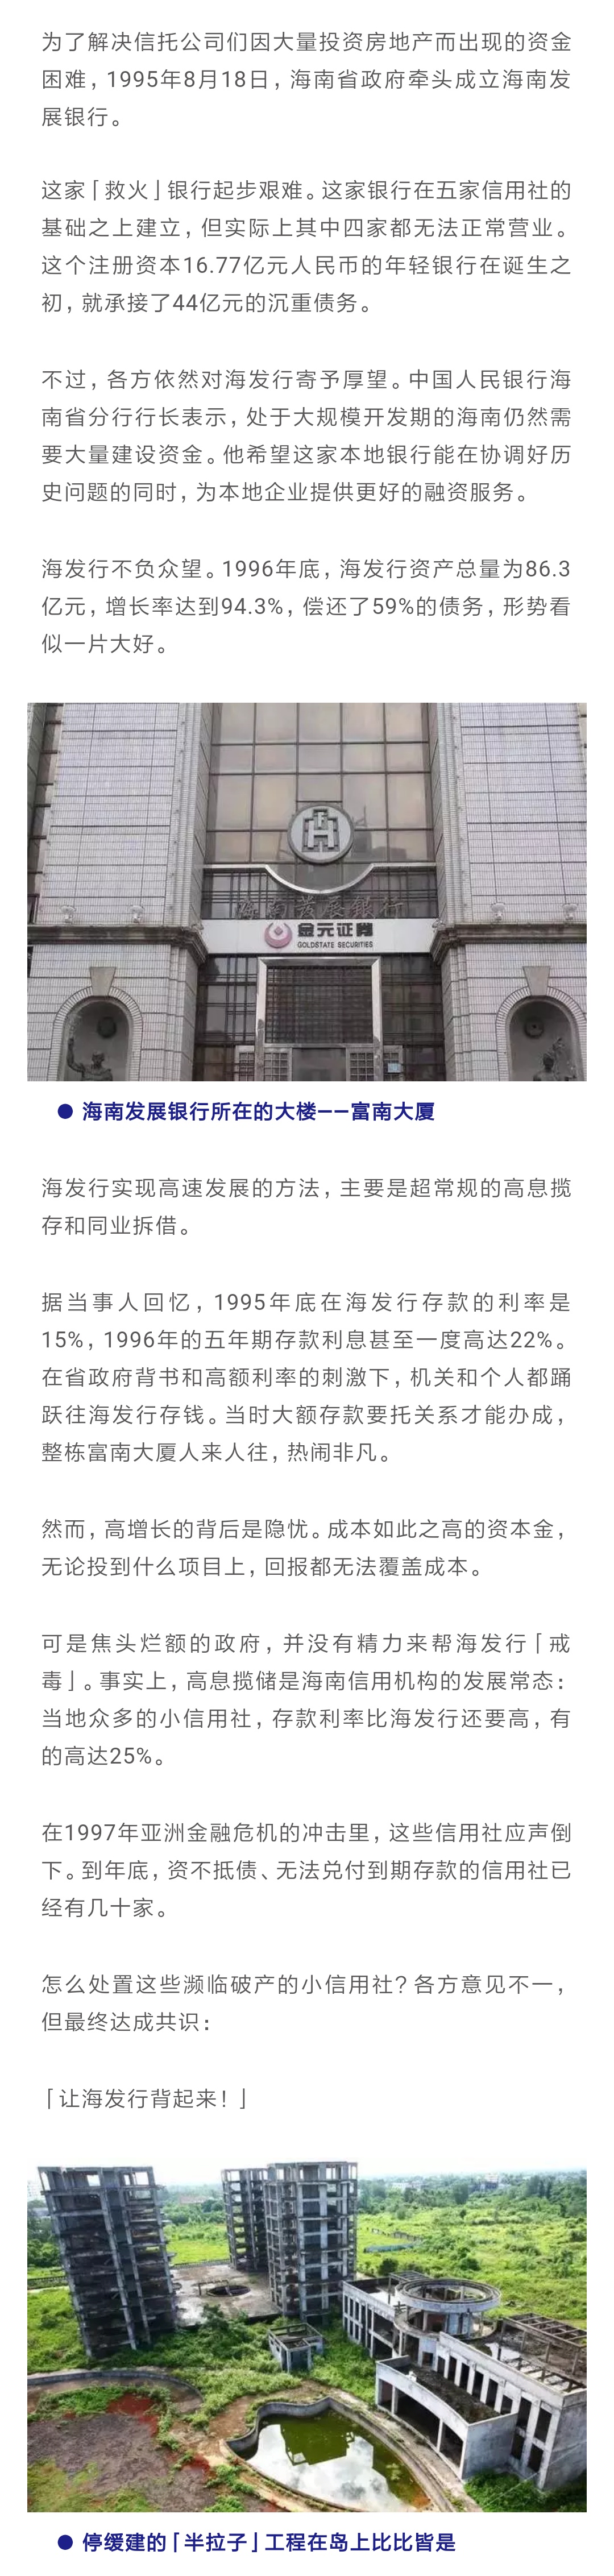 为了解决信托公司们因大量投资房地产而出现的资金
困难，1995年8月18日，海南省政府牵头成立海南发
展银行。
这家「救火」银行起步艰难。这家银行在五家信用社的
基础之上建立，但实际上其中四家都无法正常营业。
这个注册资本16.77亿元人民币的年轻银行在诞生之
初，就承接了44亿元的沉重债务。
不过，各方依然对海发行寄予厚望。中国人民银行海
南省分行行长表示，处于大规模开发期的海南仍然需
要大量建设资金。他希望这家本地银行能在协调好历
史问题的同时，为本地企业提供更好的融资服务。
海发行不负众望。1996年底，海发行资产总量为86.3
亿元，增长率达到94.3%，偿还了59%的债务，形势看
似一片大好。
海南发展银行
金元证券
GOLDSTATE SECURITIES
● 海南发展银行所在的大楼——富南大厦
海发行实现高速发展的方法，主要是超常规的高息揽
存和同业拆借。
据当事人回忆，1995年底在海发行存款的利率是
15%，1996年的五年期存款利息甚至一度高达22%。
在省政府背书和高额利率的刺激下，机关和个人都踊
跃往海发行存钱。当时大额存款要托关系才能办成，
整栋富南大厦人来人往，热闹非凡。
然而，高增长的背后是隐忧。成本如此之高的资本金，
无论投到什么项目上，回报都无法覆盖成本。
可是焦头烂额的政府，并没有精力来帮海发行「戒
毒」。事实上，高息揽储是海南信用机构的发展常态：
当地众多的小信用社，存款利率比海发行还要高，有
的高达25%。
在1997年亚洲金融危机的冲击里，这些信用社应声倒
下。到年底，资不抵债、无法兑付到期存款的信用社已
经有几十家。
怎么处置这些濒临破产的小信用社？各方意见不一，
但最终达成共识：
「让海发行背起来！」
● 停缓建的「半拉子」工程在岛上比比皆是